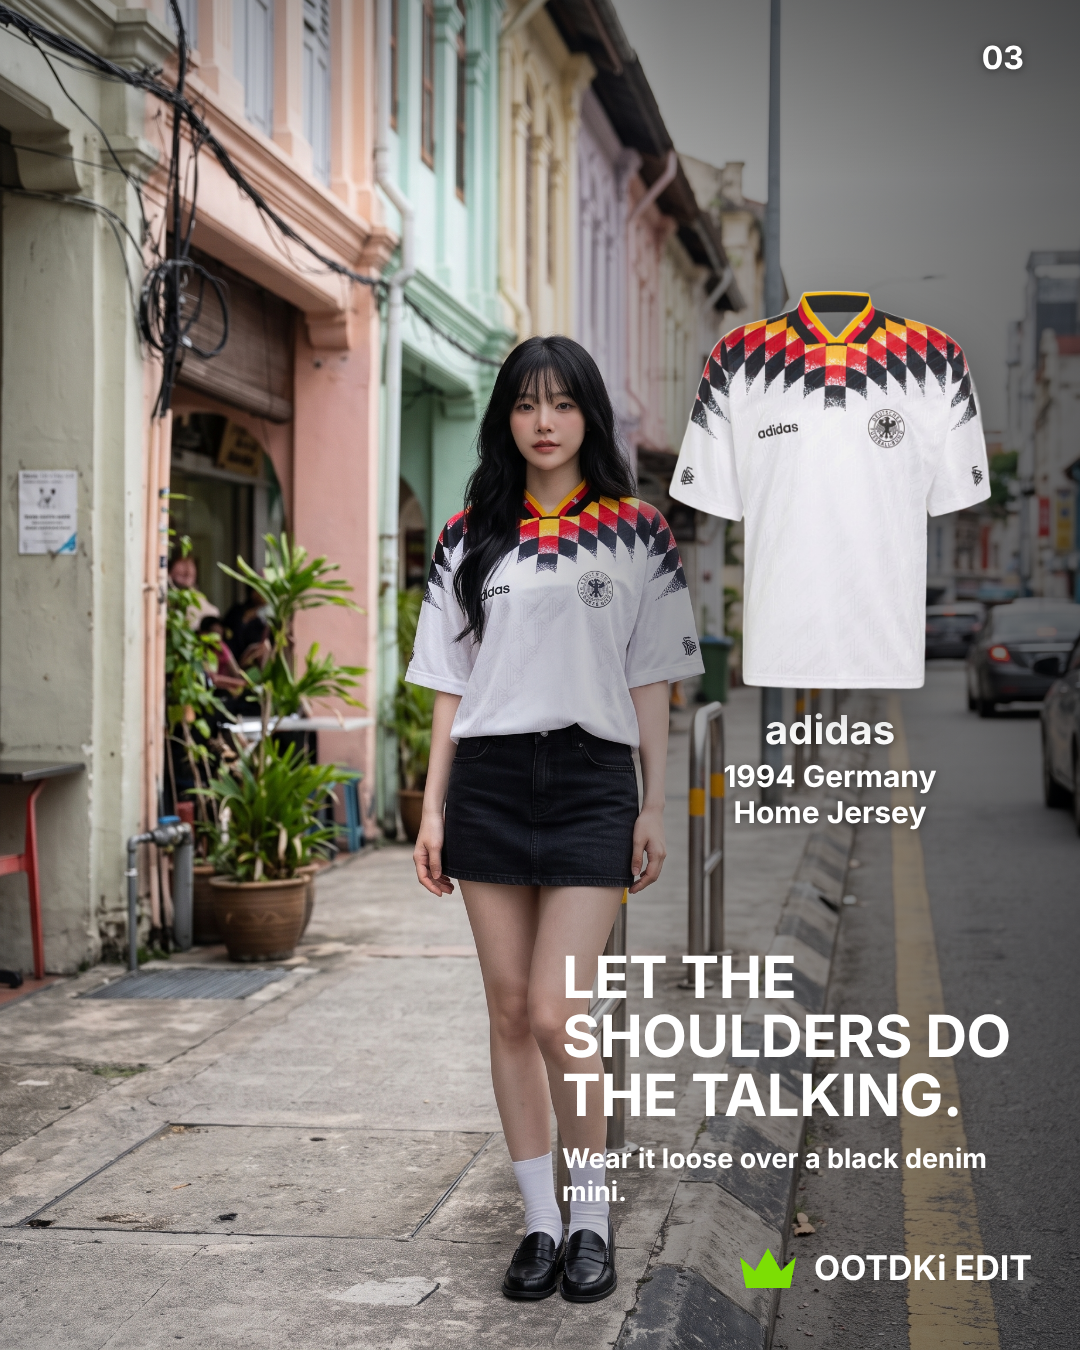 03
adidas
adidas
adidas
1994 Germany
Home Jersey
LET THE
SHOULDERS DO
THE TALKING.
Wear it loose over a black denim
mini.
OOTDKi EDIT